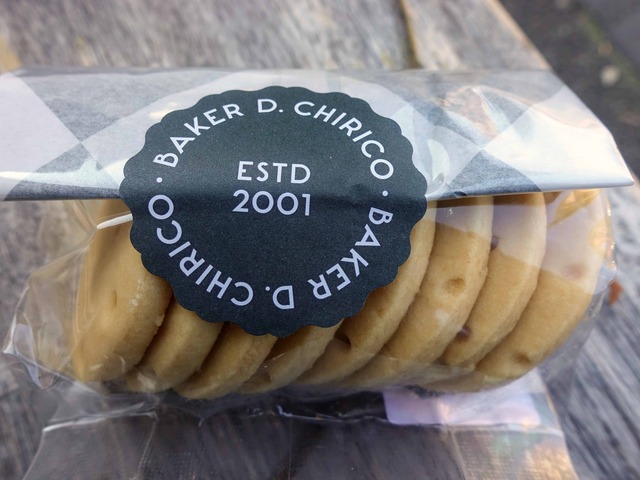 BAKER D. CHIRICO
ESTD
2001
BAKER D. CHIRICO